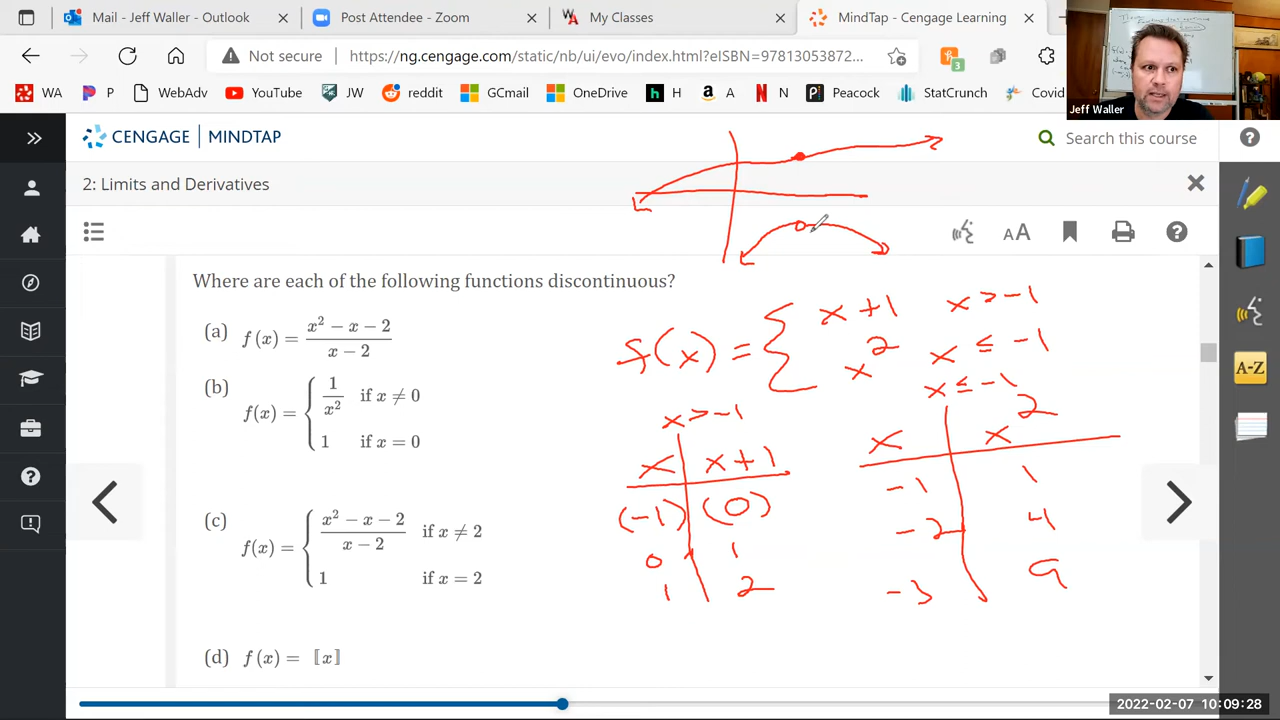 Mail - Jeff Waller - Outlook
Post Attendee - Zoom
My Classes
MindTap - Cengage Learning
Not secure
https://ng.cengage.com/static/nb/ui/evo/index.html?eISBN=97813053872...
3
WA
P
WebAdv
YouTube
JW
reddit
GCmail
OneDrive
H
A
N
Peacock
StatCrunch
Covid
Jeff Waller
CENGAGE | MINDTAP
Search this course
2: Limits and Derivatives
AA
A-Z
Where are each of the following functions discontinuous?
(a) f(x) = x² − x − 2 / x − 2
(b) f(x) = { 1/x² if x ≠ 0
1 if x = 0
(c) f(x) = { x² − x − 2 / x − 2 if x ≠ 2
1 if x = 2
(d) f(x) = ⟦x⟧
f(x) = { x + 1 x > -1
x² x ≤ -1
x > -1
x x+1
(-1) (0)
0 1
1 2
x ≤ -1
x x²
-1 1
-2 4
-3 9
2022-02-07 10:09:28